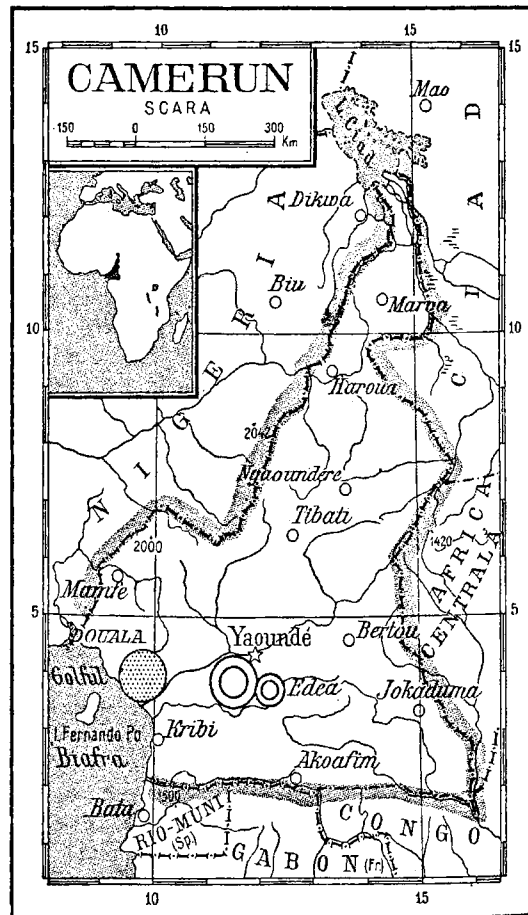 15
10
15
15
CAMERUN
SCARA
150
0
150
300
Km
Mao
L. Ciad
CIAD
Dikwa
NIGERIA
Biu
Marua
10
10
Harowa
2042
Ngaoundere
Tibati
2000
1420
AFRICA
CENTRALA
Mamfe
5
5
DOUALA
Yaoundé
Bertou
Golful
Edea
Jokaduma
I. Fernando Po
Kribi
Biafra
Akoafim
Bata
RIO-MUNI
(Sp)
CONGO
GABON (Fr)
10
15